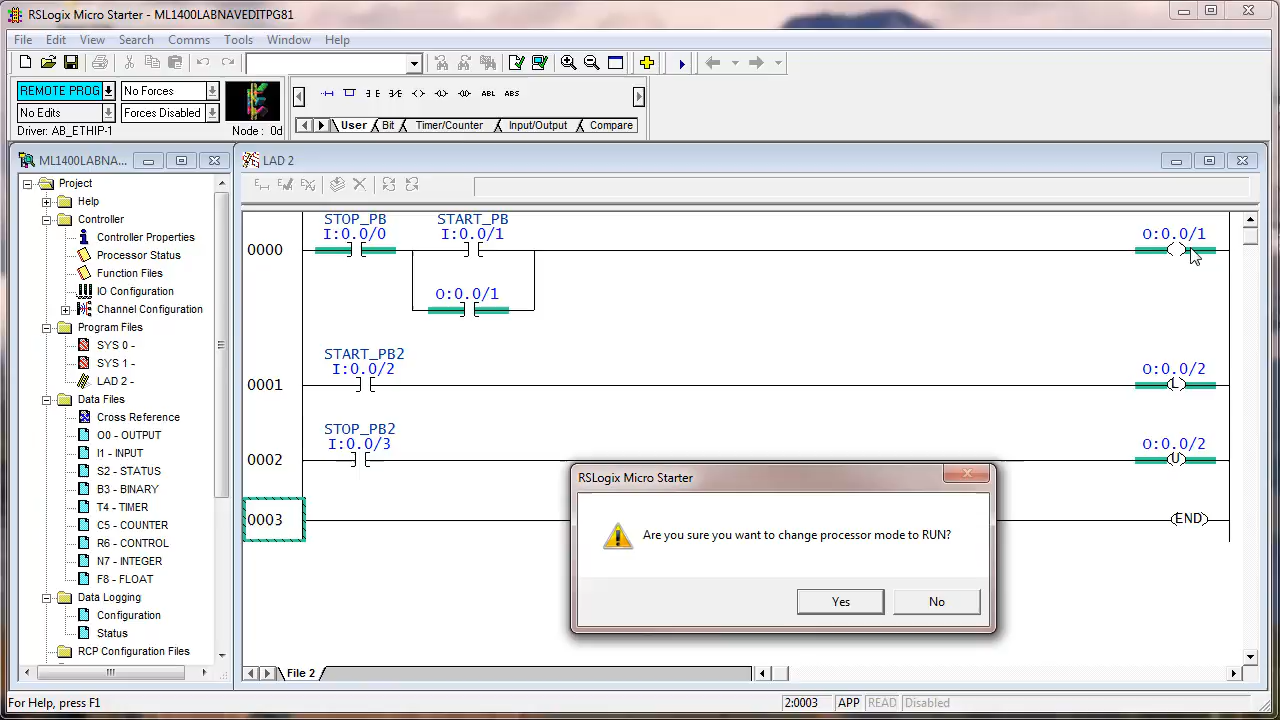 RSLogix Micro Starter - ML1400LABNAVEDITPG81
File Edit View Search Comms Tools Window Help
REMOTE PROG No Forces
No Edits Forces Disabled
Driver: AB_ETHIP-1 Node : 0d
ABL ABS
User Bit Timer/Counter Input/Output Compare
ML1400LABNA...
Project
Help
Controller
Controller Properties
Processor Status
Function Files
IO Configuration
Channel Configuration
Program Files
SYS 0 -
SYS 1 -
LAD 2 -
Data Files
Cross Reference
O0 - OUTPUT
I1 - INPUT
S2 - STATUS
B3 - BINARY
T4 - TIMER
C5 - COUNTER
R6 - CONTROL
N7 - INTEGER
F8 - FLOAT
Data Logging
Configuration
Status
RCP Configuration Files
LAD 2
STOP_PB START_PB
I:0.0/0 I:0.0/1 O:0.0/1
0000
O:0.0/1
START_PB2
I:0.0/2 O:0.0/2
0001 L
STOP_PB2
I:0.0/3 O:0.0/2
0002 U
0003 END
RSLogix Micro Starter
Are you sure you want to change processor mode to RUN?
Yes No
File 2
For Help, press F1 2:0003 APP READ Disabled